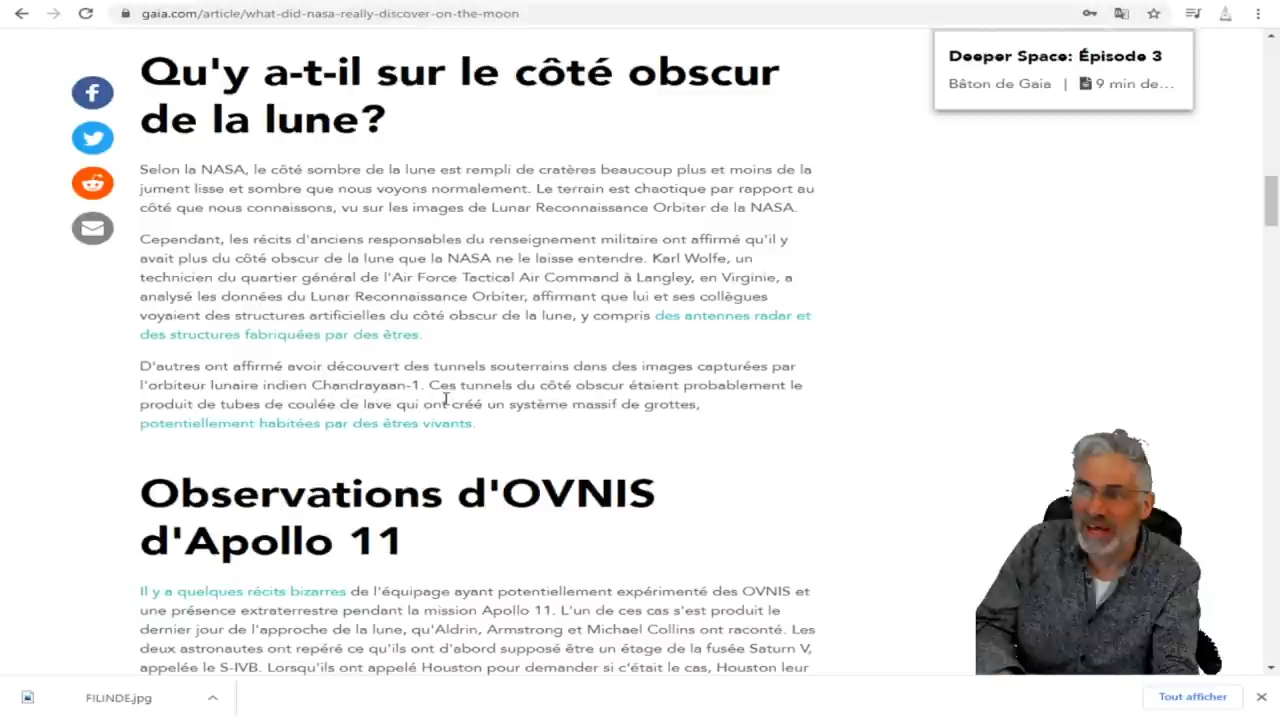 gaia.com/article/what-did-nasa-really-discover-on-the-moon
Deeper Space: Épisode 3
Bâton de Gaia | 9 min de...
Qu'y a-t-il sur le côté obscur
de la lune?
Selon la NASA, le côté sombre de la lune est rempli de cratères beaucoup plus et moins de la
jument lisse et sombre que nous voyons normalement. Le terrain est chaotique par rapport au
côté que nous connaissons, vu sur les images de Lunar Reconnaissance Orbiter de la NASA.
Cependant, les récits d'anciens responsables du renseignement militaire ont affirmé qu'il y
avait plus du côté obscur de la lune que la NASA ne le laisse entendre. Karl Wolfe, un
technicien du quartier général de l'Air Force Tactical Air Command à Langley, en Virginie, a
analysé les données du Lunar Reconnaissance Orbiter, affirmant que lui et ses collègues
voyaient des structures artificielles du côté obscur de la lune, y compris des antennes radar et
des structures fabriquées par des êtres.
D'autres ont affirmé avoir découvert des tunnels souterrains dans des images capturées par
l'orbiteur lunaire indien Chandrayaan-1. Ces tunnels du côté obscur étaient probablement le
produit de tubes de coulée de lave qui ont créé un système massif de grottes,
potentiellement habitées par des êtres vivants.
Observations d'OVNIS
d'Apollo 11
Il y a quelques récits bizarres de l'équipage ayant potentiellement expérimenté des OVNIS et
une présence extraterrestre pendant la mission Apollo 11. L'un de ces cas s'est produit le
dernier jour de l'approche de la lune, qu'Aldrin, Armstrong et Michael Collins ont raconté. Les
deux astronautes ont repéré ce qu'ils ont d'abord supposé être un étage de la fusée Saturn V,
appelée le S-IVB. Lorsqu'ils ont appelé Houston pour demander si c'était le cas, Houston leur
FILINDE.jpg
Tout afficher